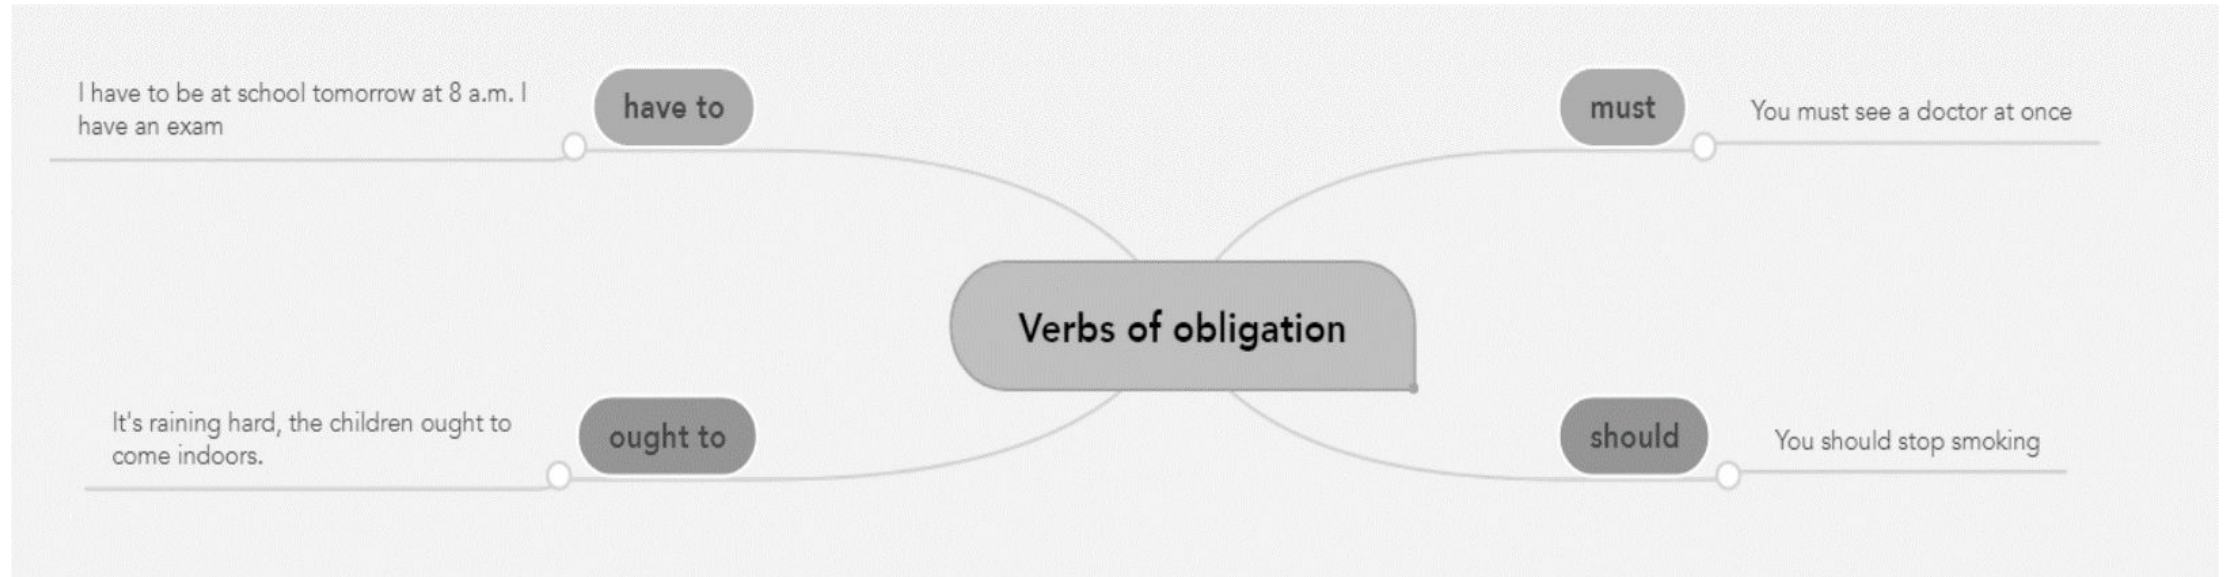 I have to be at school tomorrow at 8 a.m. I
have an exam
have to
must
You must see a doctor at once
Verbs of obligation
It's raining hard, the children ought to
come indoors.
ought to
should
You should stop smoking